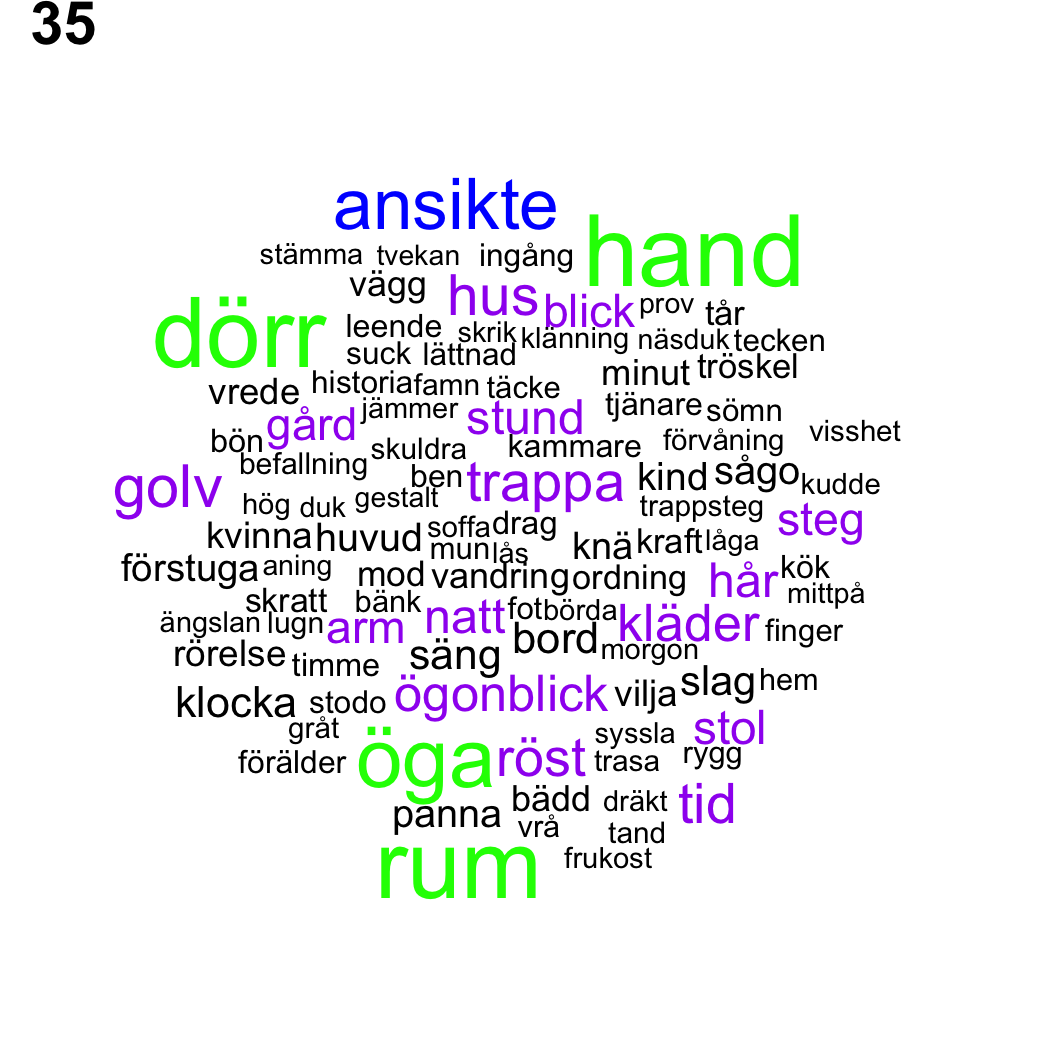 35
ansikte
hand
stämma tvekan ingång
vägg hus blick prov tår
dörr leende skrik klänning näsduk tecken
suck lättnad
minut tröskel
vrede historia famn täcke
gård jämmer stund tjänare sömn
bön skuldra kammare förvåning visshet
befallning ben trappa kind sågo kudde
golv hög duk gestalt trappsteg steg
kvinna huvud soffa drag
mun lås knä kraft låga
förstuga aning mod vandring ordning hår kök
mittpå
skratt bänk natt fot börda kläder finger
ängslan lugn arm bord
rörelse timme säng morgon
klocka stodo ögonblick vilja slag hem
gråt syssla stol
förälder öga röst trasa rygg
panna bädd dräkt tid
vrå tand
rum frukost